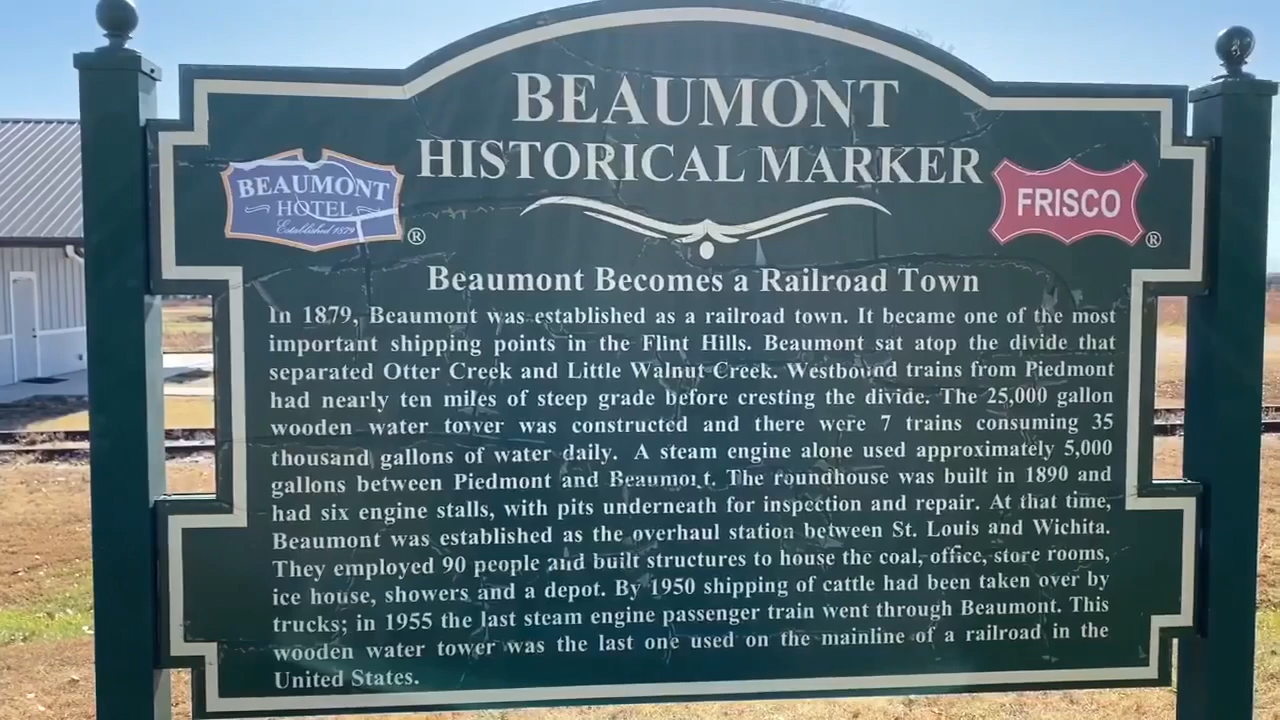 BEAUMONT
HISTORICAL MARKER
BEAUMONT
HOTEL
Established 1879
®
FRISCO
®
Beaumont Becomes a Railroad Town
In 1879, Beaumont was established as a railroad town. It became one of the most
important shipping points in the Flint Hills. Beaumont sat atop the divide that
separated Otter Creek and Little Walnut Creek. Westbound trains from Piedmont
had nearly ten miles of steep grade before cresting the divide. The 25,000 gallon
wooden water tower was constructed and there were 7 trains consuming 35
thousand gallons of water daily. A steam engine alone used approximately 5,000
gallons between Piedmont and Beaumont. The roundhouse was built in 1890 and
had six engine stalls, with pits underneath for inspection and repair. At that time,
Beaumont was established as the overhaul station between St. Louis and Wichita.
They employed 90 people and built structures to house the coal, office, store rooms,
ice house, showers and a depot. By 1950 shipping of cattle had been taken over by
trucks; in 1955 the last steam engine passenger train went through Beaumont. This
wooden water tower was the last one used on the mainline of a railroad in the
United States.